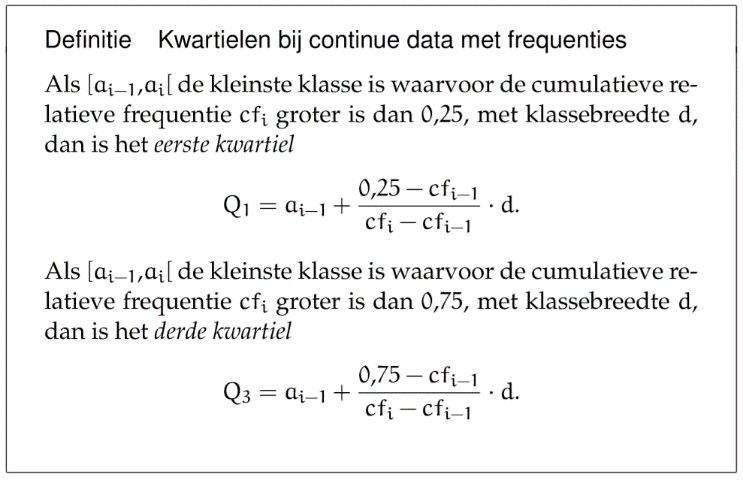 Definitie Kwartielen bij continue data met frequenties
Als [a_{i−1},a_i[ de kleinste klasse is waarvoor de cumulatieve re-
latieve frequentie cf_i groter is dan 0,25, met klassebreedte d,
dan is het eerste kwartiel
Q_1 = a_{i−1} + \frac{0,25 − cf_{i−1}}{cf_i − cf_{i−1}} · d.
Als [a_{i−1},a_i[ de kleinste klasse is waarvoor de cumulatieve re-
latieve frequentie cf_i groter is dan 0,75, met klassebreedte d,
dan is het derde kwartiel
Q_3 = a_{i−1} + \frac{0,75 − cf_{i−1}}{cf_i − cf_{i−1}} · d.